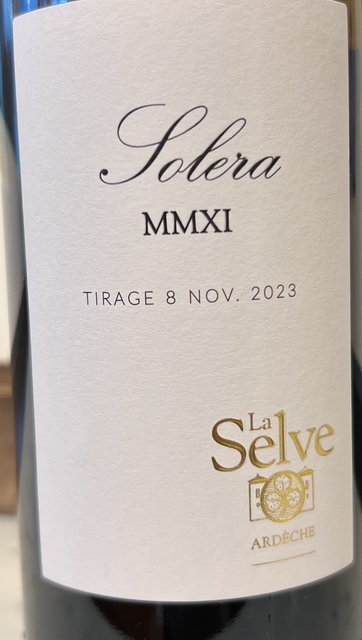 Solera
MMXI
TIRAGE 8 NOV. 2023
La
Selve
ARDÈCHE